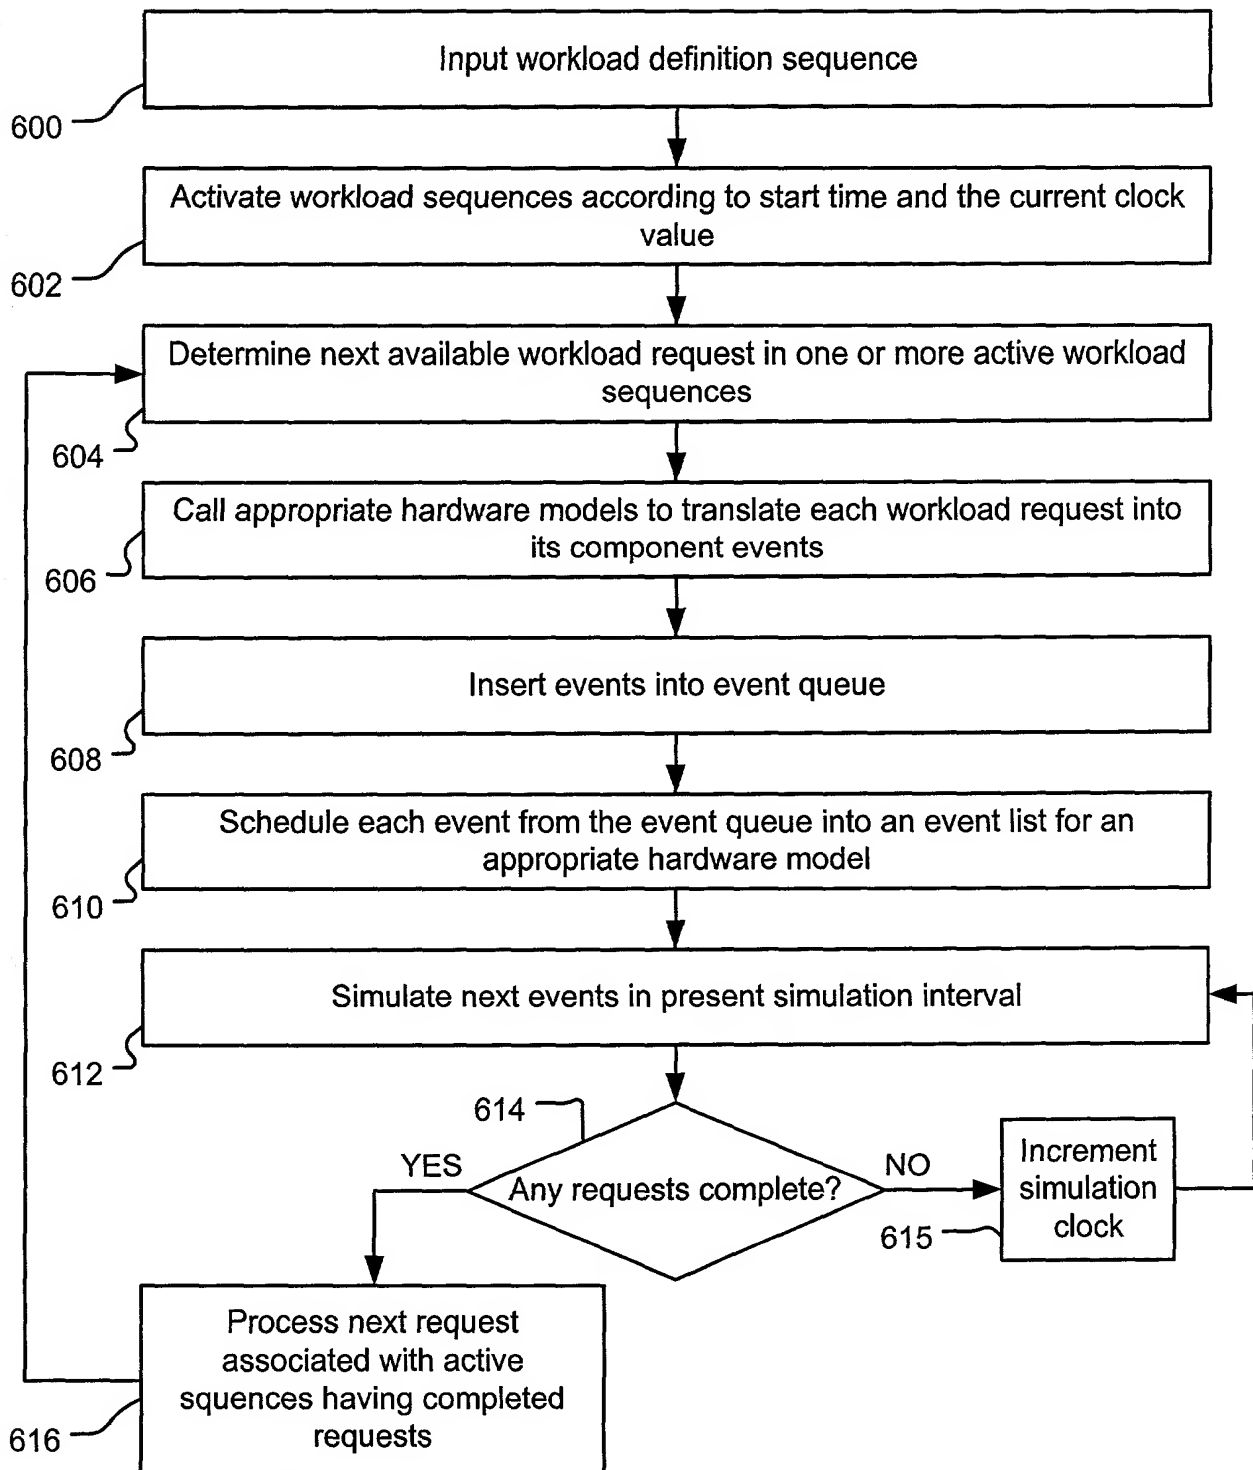 Input workload definition sequence
600
Activate workload sequences according to start time and the current clock
value
602
Determine next available workload request in one or more active workload
sequences
604
Call appropriate hardware models to translate each workload request into
its component events
606
Insert events into event queue
608
Schedule each event from the event queue into an event list for an
appropriate hardware model
610
Simulate next events in present simulation interval
612
614
YES
Any requests complete?
NO
Increment
simulation
clock
615
Process next request
associated with active
squences having completed
requests
616